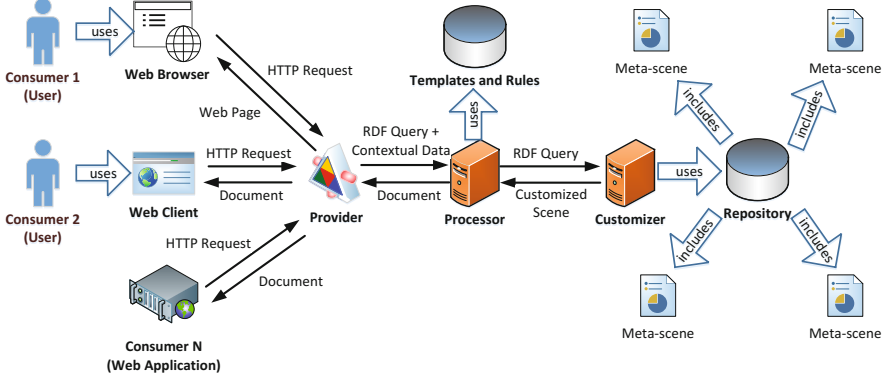 uses
Consumer 1
(User)
Web Browser
HTTP Request
Web Page
Templates and Rules
uses
Meta-scene
Meta-scene
includes
includes
uses
Consumer 2
(User)
Web Client
HTTP Request
Document
Provider
RDF Query +
Contextual Data
Document
Processor
RDF Query
Customized
Scene
Customizer
uses
Repository
HTTP Request
Document
includes
includes
Meta-scene
Meta-scene
Consumer N
(Web Application)